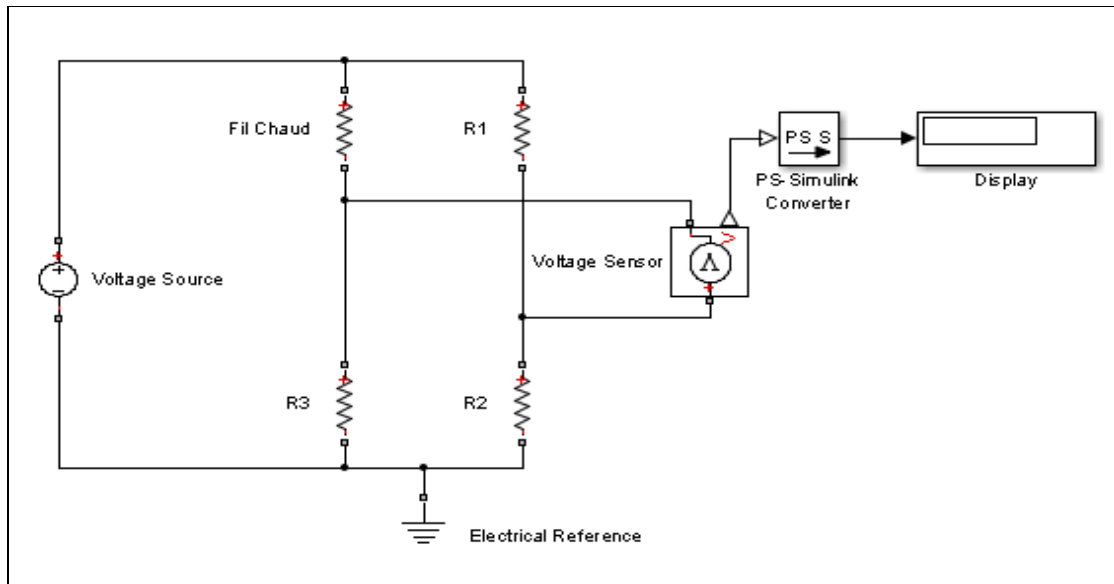 Fil Chaud
R1
PS S
PS-Simulink
Converter
Display
Voltage Sensor
V
Voltage Source
R3
R2
Electrical Reference